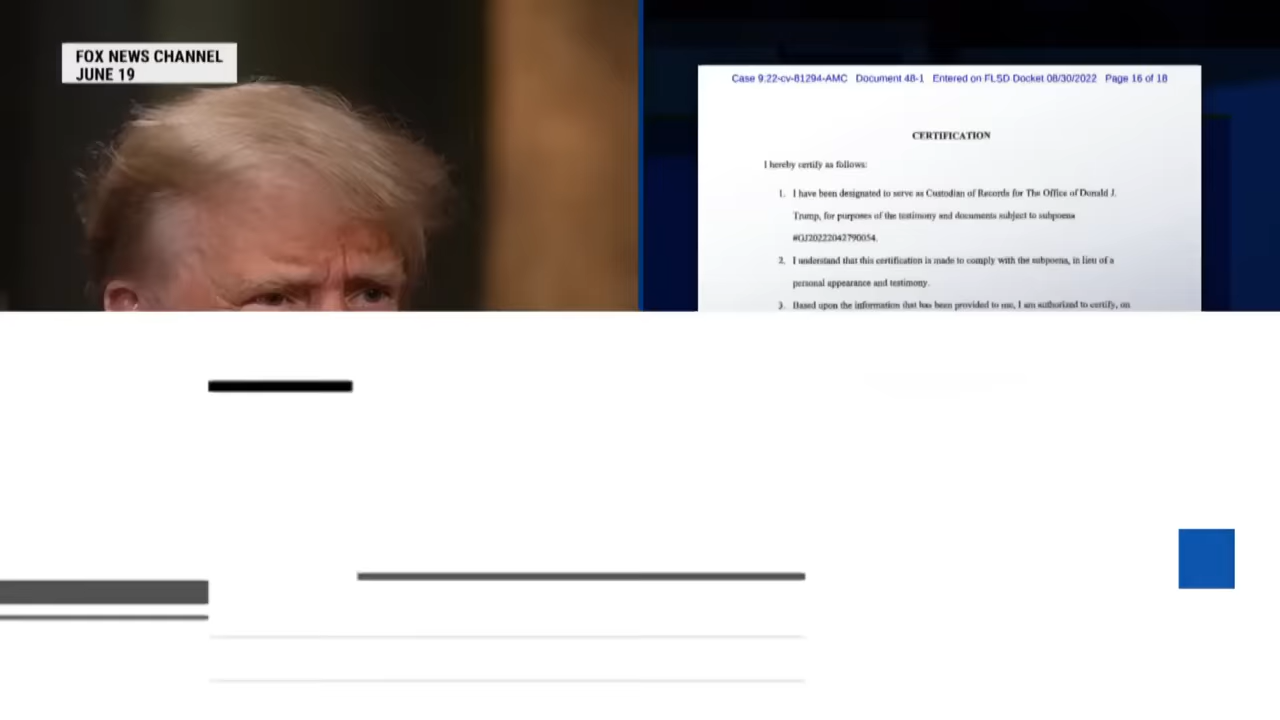 FOX NEWS CHANNEL
JUNE 19
Case 9:22-cv-81294-AMC Document 48-1 Entered on FLSD Docket 08/30/2022 Page 16 of 18
CERTIFICATION
I hereby certify as follows:
1. I have been designated to serve as Custodian of Records for The Office of Donald J.
Trump, for purposes of the testimony and documents subject to subpoena
#GJ20222042790054.
2. I understand that this certification is made to comply with the subpoena, in lieu of a
personal appearance and testimony.
3. Based upon the information that has been provided to me, I am authorized to certify, on